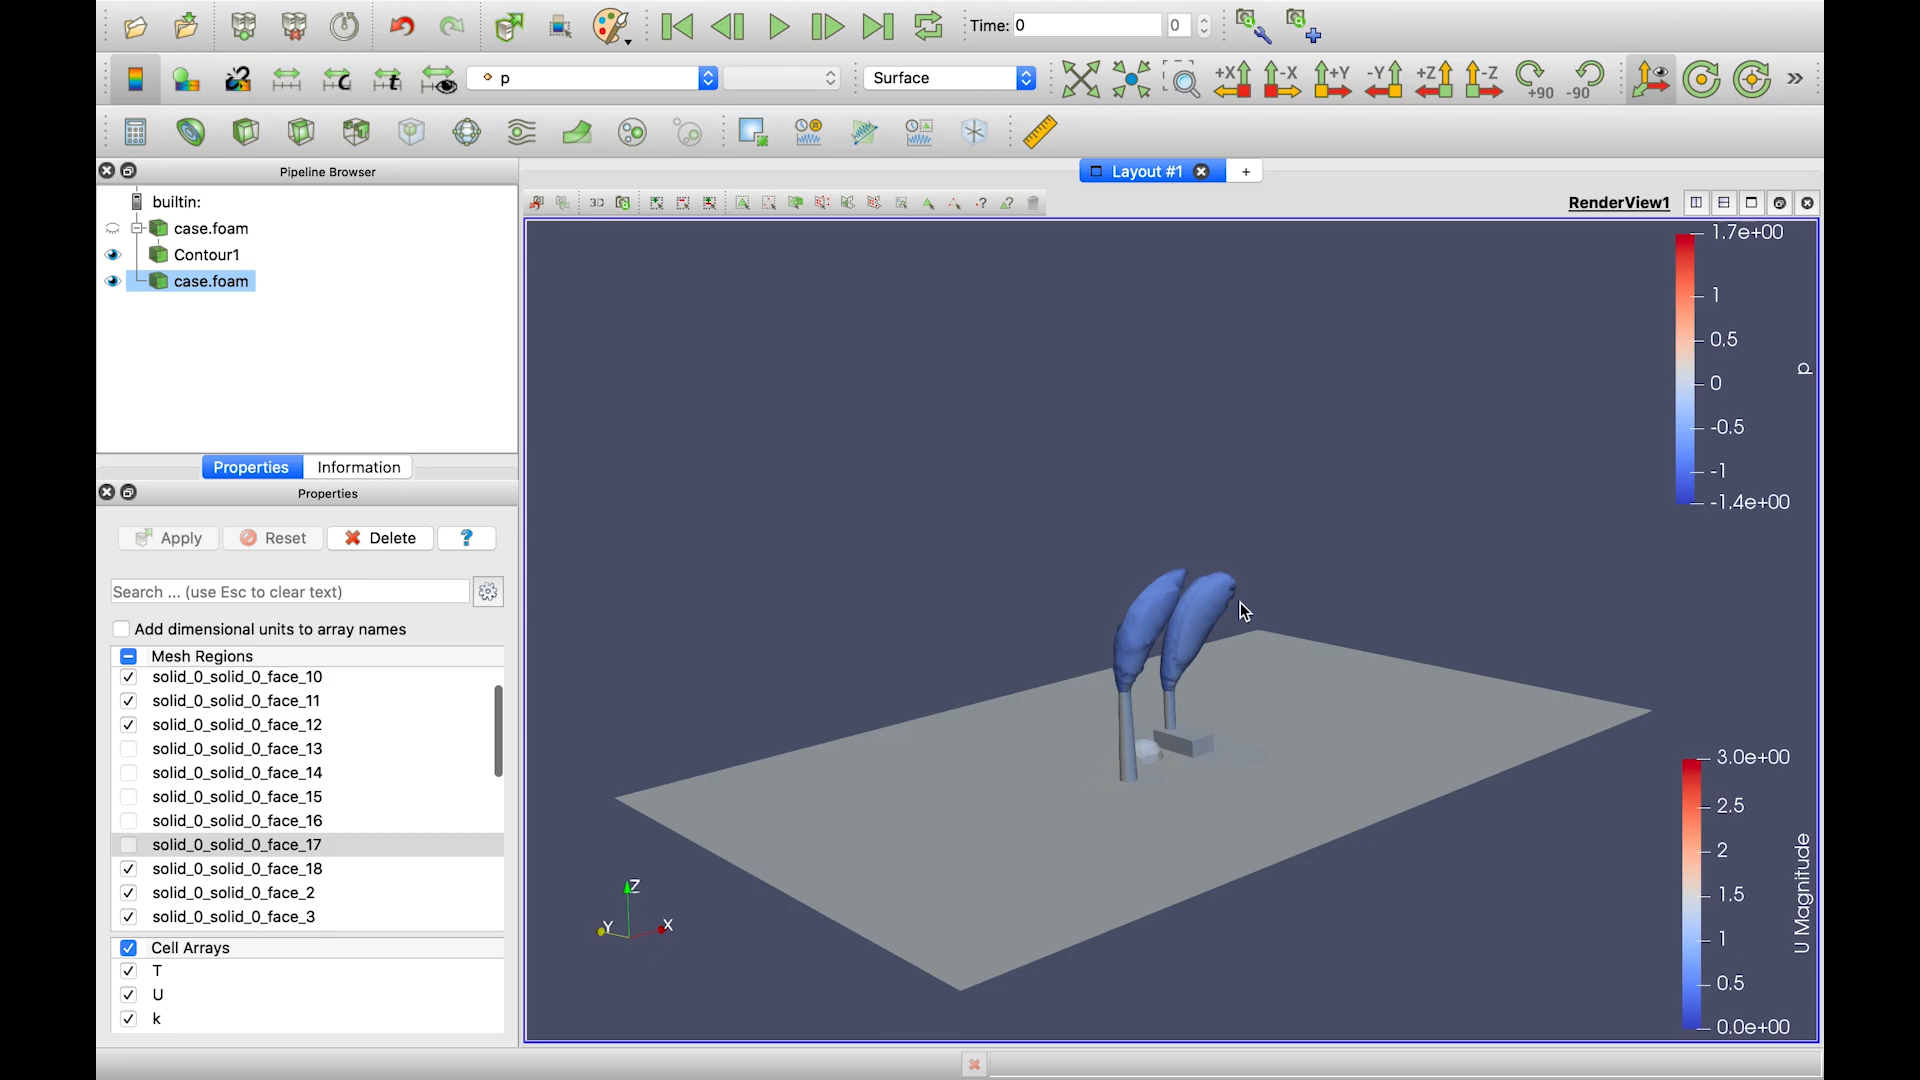 Time: 0
0
p
Surface
+X
-X
+Y
-Y
+Z
-Z
+90
-90
»
Pipeline Browser
Layout #1
+
builtin:
3D
RenderView1
case.foam
Contour1
case.foam
1.7e+00
1
0.5
0
-0.5
-1
-1.4e+00
p
Properties
Information
Properties
Apply
Reset
Delete
?
Search ... (use Esc to clear text)
Add dimensional units to array names
Mesh Regions
solid_0_solid_0_face_10
solid_0_solid_0_face_11
solid_0_solid_0_face_12
solid_0_solid_0_face_13
solid_0_solid_0_face_14
solid_0_solid_0_face_15
solid_0_solid_0_face_16
solid_0_solid_0_face_17
solid_0_solid_0_face_18
solid_0_solid_0_face_2
solid_0_solid_0_face_3
Cell Arrays
T
U
k
Z
Y
X
3.0e+00
2.5
2
1.5
1
0.5
0.0e+00
U Magnitude